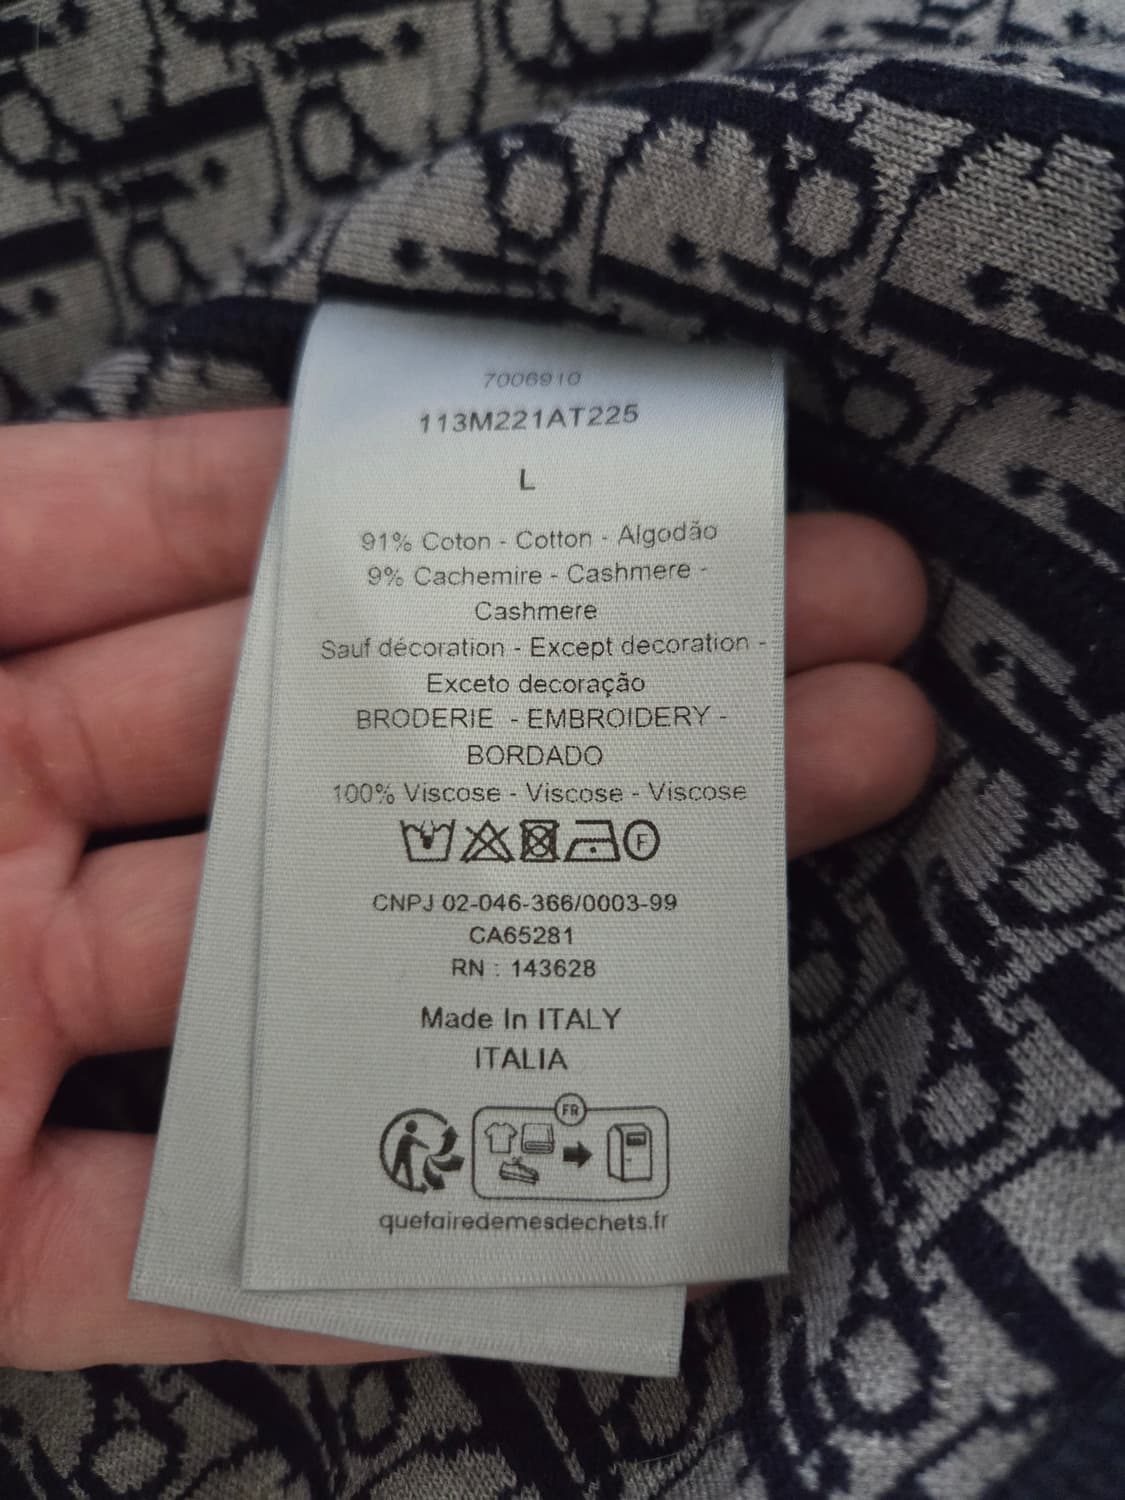 7006910
113M221AT225
L
91% Coton - Cotton - Algodão
9% Cachemire - Cashmere -
Cashmere
Sauf décoration - Except decoration -
Exceto decoração
BRODERIE - EMBROIDERY -
BORDADO
100% Viscose - Viscose - Viscose
F
CNPJ 02-046-366/0003-99
CA65281
RN : 143628
Made In ITALY
ITALIA
FR
quefairedemesdechets.fr